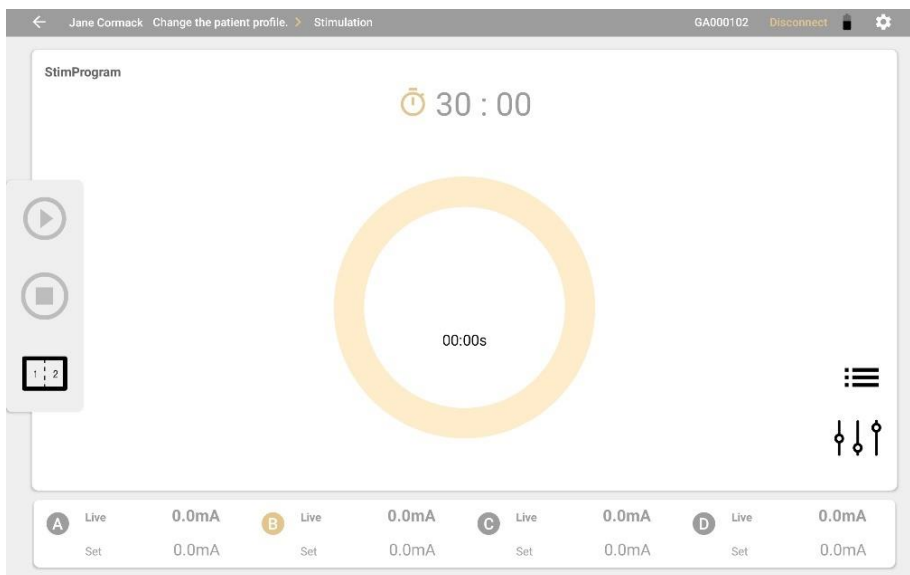 Jane Cormack Change the patient profile. > Stimulation GA000102 Disconnect
StimProgram
30 : 00
00:00s
1 2
A Live 0.0mA B Live 0.0mA C Live 0.0mA D Live 0.0mA
Set 0.0mA Set 0.0mA Set 0.0mA Set 0.0mA